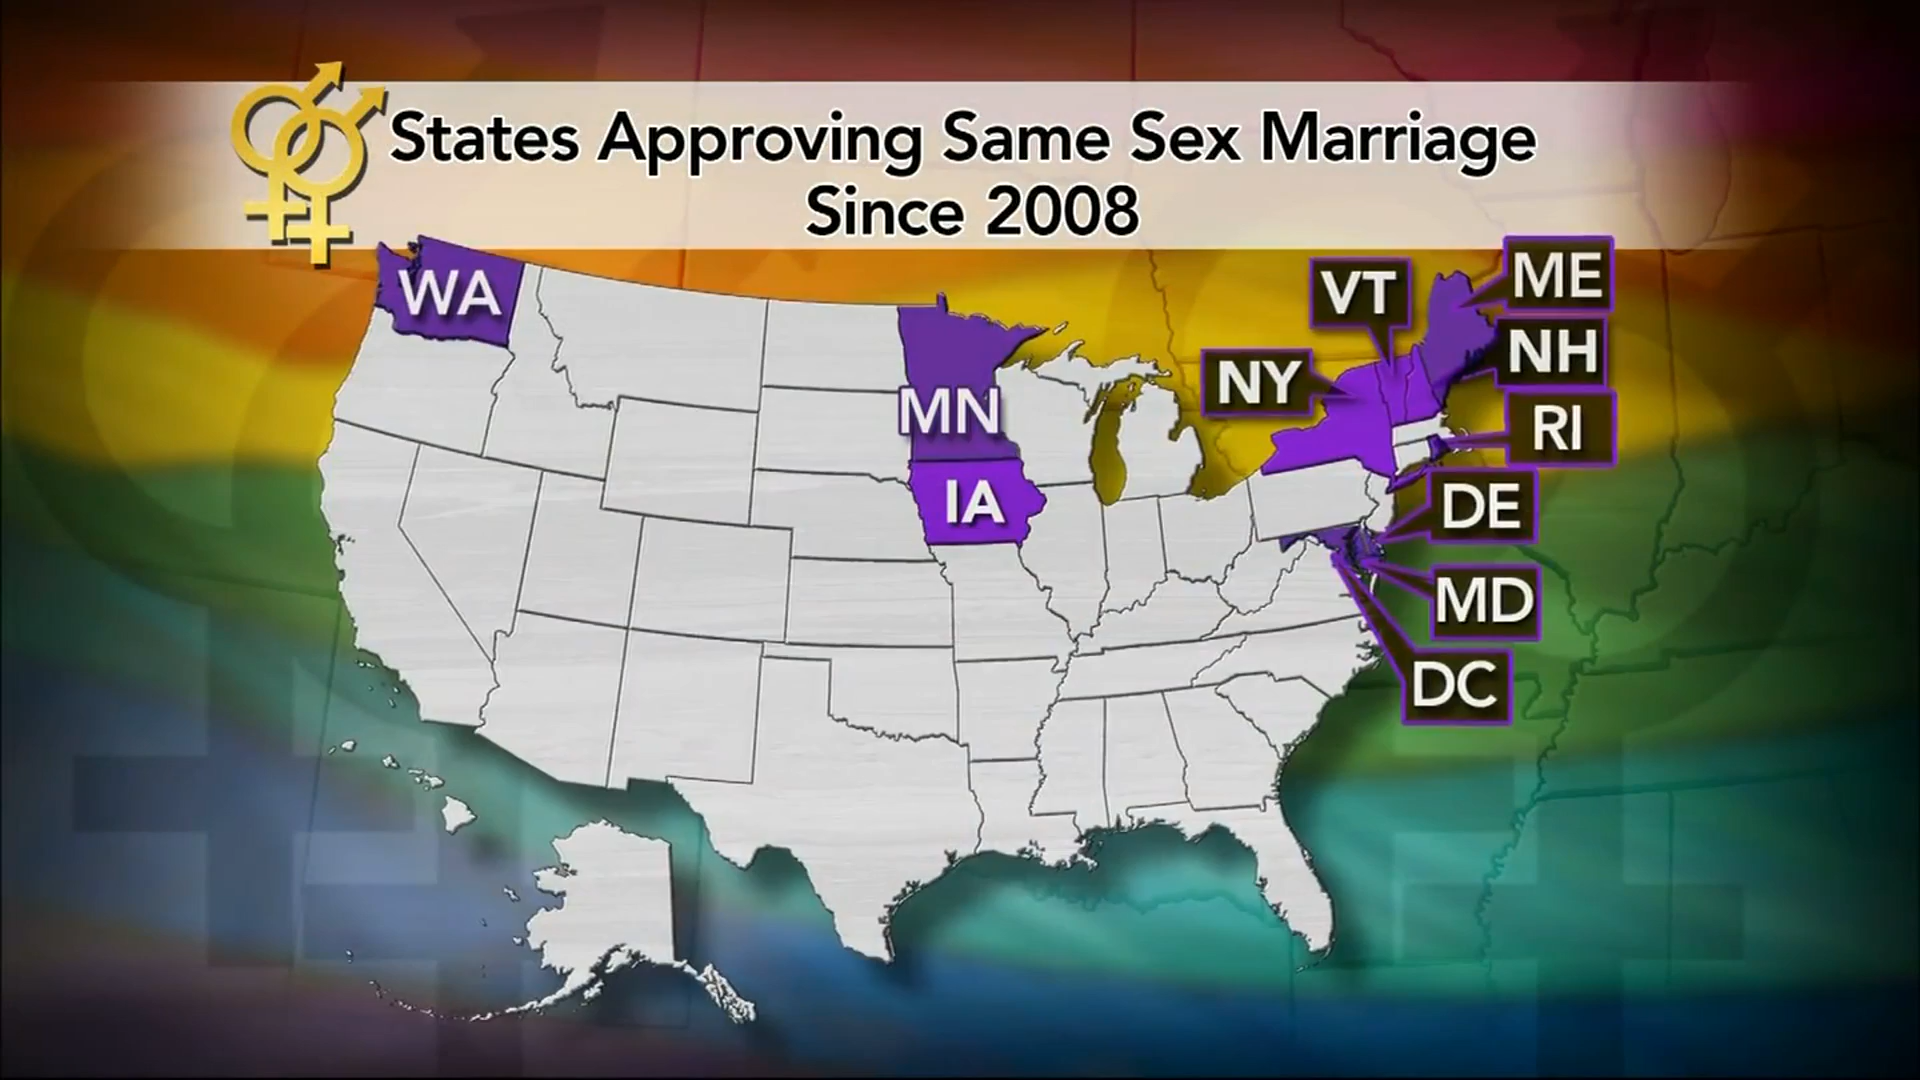 States Approving Same Sex Marriage
Since 2008
WA
MN
IA
VT
ME
NY
NH
RI
DE
MD
DC